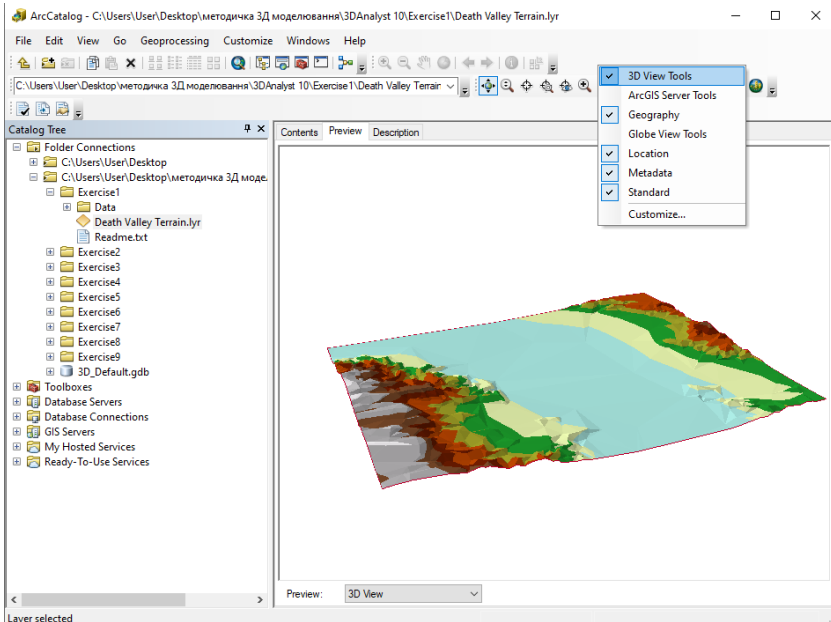 ArcCatalog - C:\Users\User\Desktop\методичка 3Д моделювання\3DAnalyst 10\Exercise1\Death Valley Terrain.lyr
File Edit View Go Geoprocessing Customize Windows Help
C:\Users\User\Desktop\методичка 3Д моделювання\3DAnalyst 10\Exercise1\Death Valley Terrain
3D View Tools
ArcGIS Server Tools
Geography
Globe View Tools
Location
Metadata
Standard
Customize...
Catalog Tree
Folder Connections
C:\Users\User\Desktop
C:\Users\User\Desktop\методичка 3Д моде.
Exercise1
Data
Death Valley Terrain.lyr
Readme.txt
Exercise2
Exercise3
Exercise4
Exercise5
Exercise6
Exercise7
Exercise8
Exercise9
3D_Default.gdb
Toolboxes
Database Servers
Database Connections
GIS Servers
My Hosted Services
Ready-To-Use Services
Contents Preview Description
Preview: 3D View
Layer selected